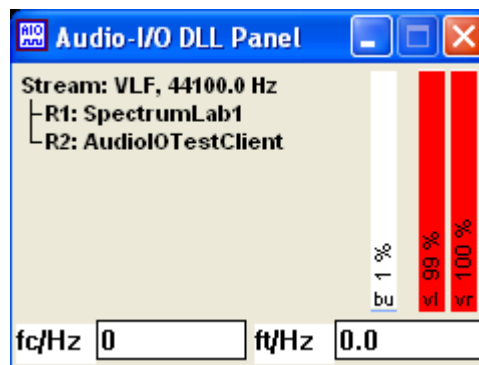 AIO Audio-I/O DLL Panel
Stream: VLF, 44100.0 Hz
R1: SpectrumLab1
R2: AudioIOTestClient
bu 1 %
vl 99 %
vr 100 %
fc/Hz 0 ft/Hz 0.0